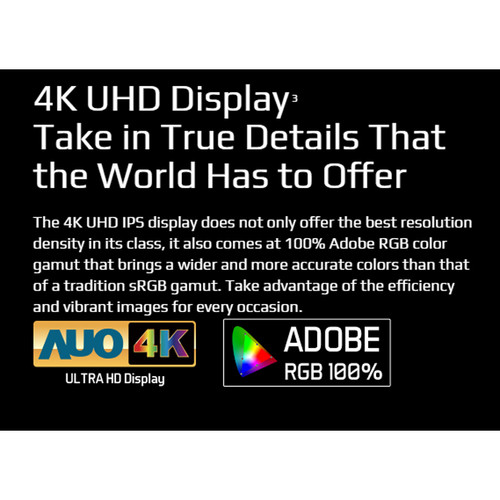 4K UHD Display³
Take in True Details That
the World Has to Offer
The 4K UHD IPS display does not only offer the best resolution
density in its class, it also comes at 100% Adobe RGB color
gamut that brings a wider and more accurate colors than that
of a tradition sRGB gamut. Take advantage of the efficiency
and vibrant images for every occasion.
AUO 4K
ULTRA HD Display
ADOBE
RGB 100%